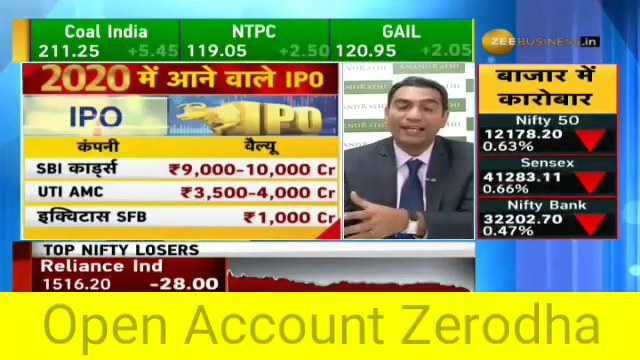 Coal India NTPC GAIL
211.25 +5.45 119.05 +2.50 120.95 +2.05
ZEEBUSINESS.in
2020 में आने वाले IPO
IPO IPO
कंपनी वैल्यू
SBI कार्ड्स ₹9,000-10,000 Cr
UTI AMC ₹3,500-4,000 Cr
इक्विटास SFB ₹1,000 Cr
ANANDRATHI
बाजार में
कारोबार
Nifty 50
12178.20
0.63%
Sensex
41283.11
0.66%
Nifty Bank
32202.70
0.47%
TOP NIFTY LOSERS
Reliance Ind
1516.20 -28.00
Open Account Zerodha